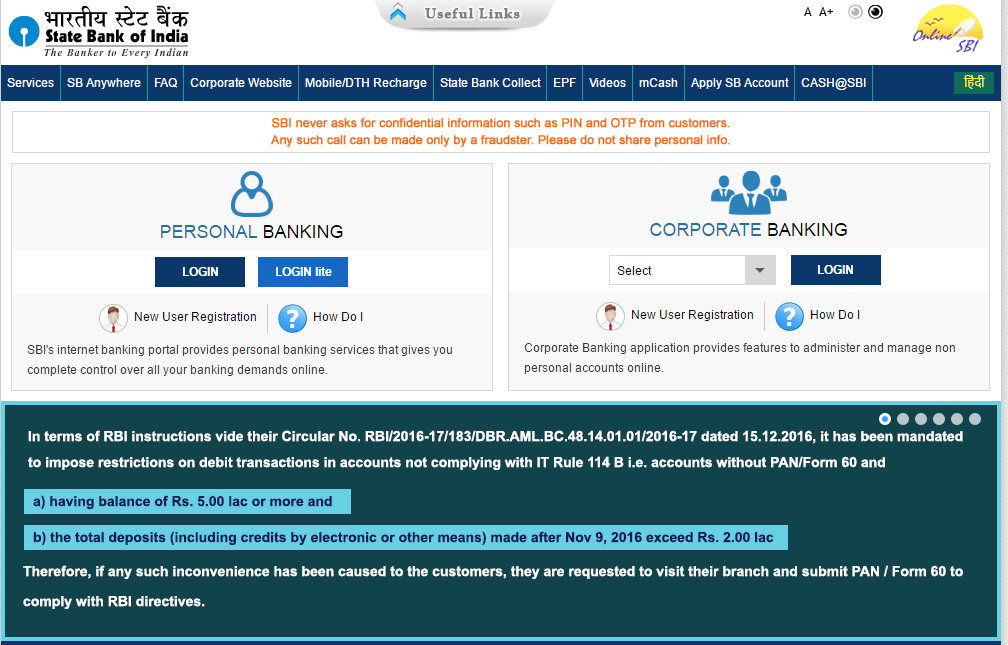 भारतीय स्टेट बैंक
State Bank of India
The Banker to Every Indian
Useful Links
A A+
Online SBI
Services SB Anywhere FAQ Corporate Website Mobile/DTH Recharge State Bank Collect EPF Videos mCash Apply SB Account CASH@SBI हिंदी
SBI never asks for confidential information such as PIN and OTP from customers.
Any such call can be made only by a fraudster. Please do not share personal info.
PERSONAL BANKING
LOGIN LOGIN lite
New User Registration ? How Do I
SBI's internet banking portal provides personal banking services that gives you
complete control over all your banking demands online.
CORPORATE BANKING
Select LOGIN
New User Registration ? How Do I
Corporate Banking application provides features to administer and manage non
personal accounts online.
In terms of RBI instructions vide their Circular No. RBI/2016-17/183/DBR.AML.BC.48.14.01.01/2016-17 dated 15.12.2016, it has been mandated
to impose restrictions on debit transactions in accounts not complying with IT Rule 114 B i.e. accounts without PAN/Form 60 and
a) having balance of Rs. 5.00 lac or more and
b) the total deposits (including credits by electronic or other means) made after Nov 9, 2016 exceed Rs. 2.00 lac
Therefore, if any such inconvenience has been caused to the customers, they are requested to visit their branch and submit PAN / Form 60 to
comply with RBI directives.